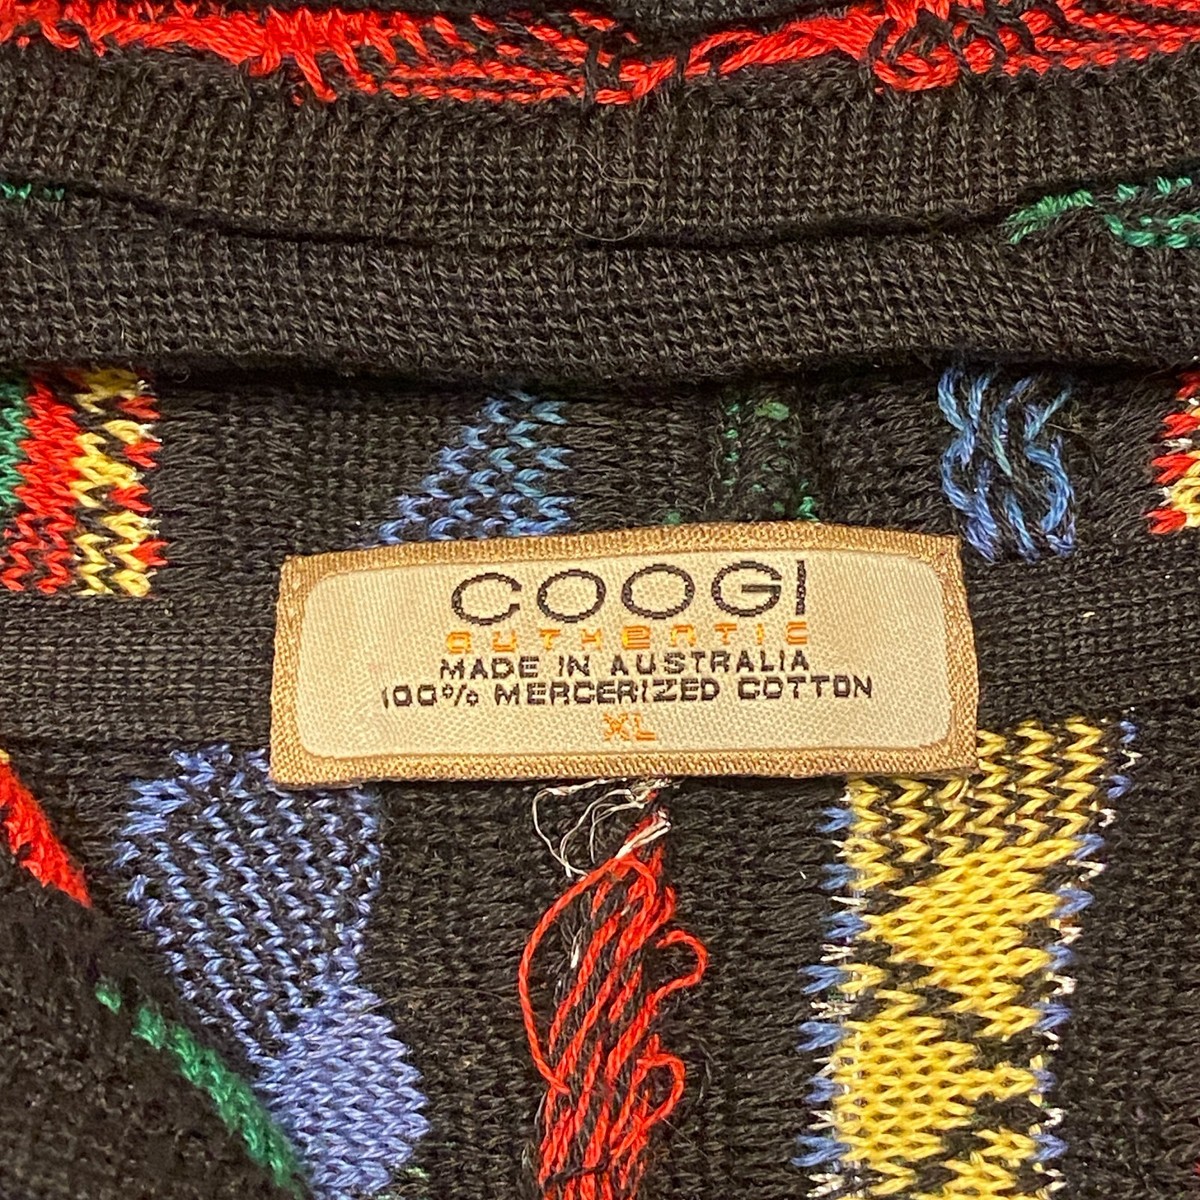 COOGI
AUTHENTIC
MADE IN AUSTRALIA
100% MERCERIZED COTTON
XL